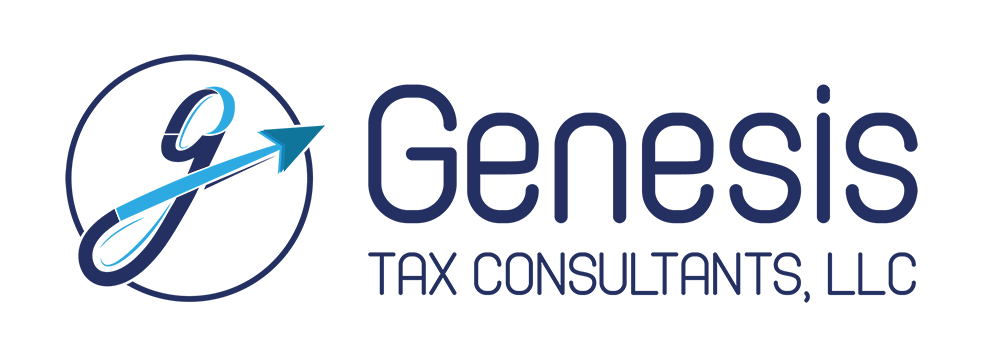 g
Genesis
TAX CONSULTANTS, LLC